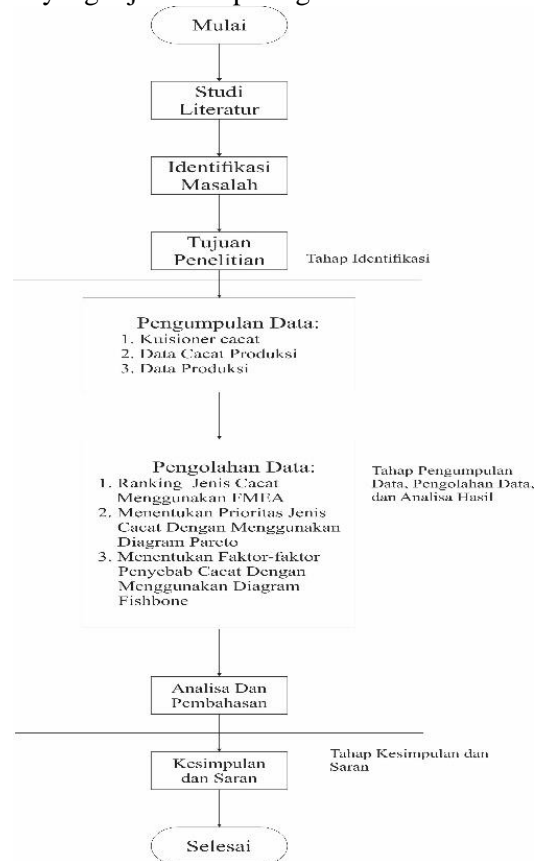 Mulai
Studi
Literatur
Identifikasi
Masalah
Tujuan
Penelitian
Tahap Identifikasi
Pengumpulan Data:
1. Kuisioner cacat
2. Data Cacat Produksi
3. Data Produksi
Pengolahan Data:
1. Ranking Jenis Cacat
Menggunakan FMEA
2. Menentukan Prioritas Jenis
Cacat Dengan Menggunakan
Diagram Pareto
3. Menentukan Faktor-faktor
Penyebab Cacat Dengan
Menggunakan Diagram
Fishbone
Tahap Pengumpulan
Data, Pengolahan Data,
dan Analisa Hasil
Analisa Dan
Pembahasan
Kesimpulan
dan Saran
Tahap Kesimpulan dan
Saran
Selesai